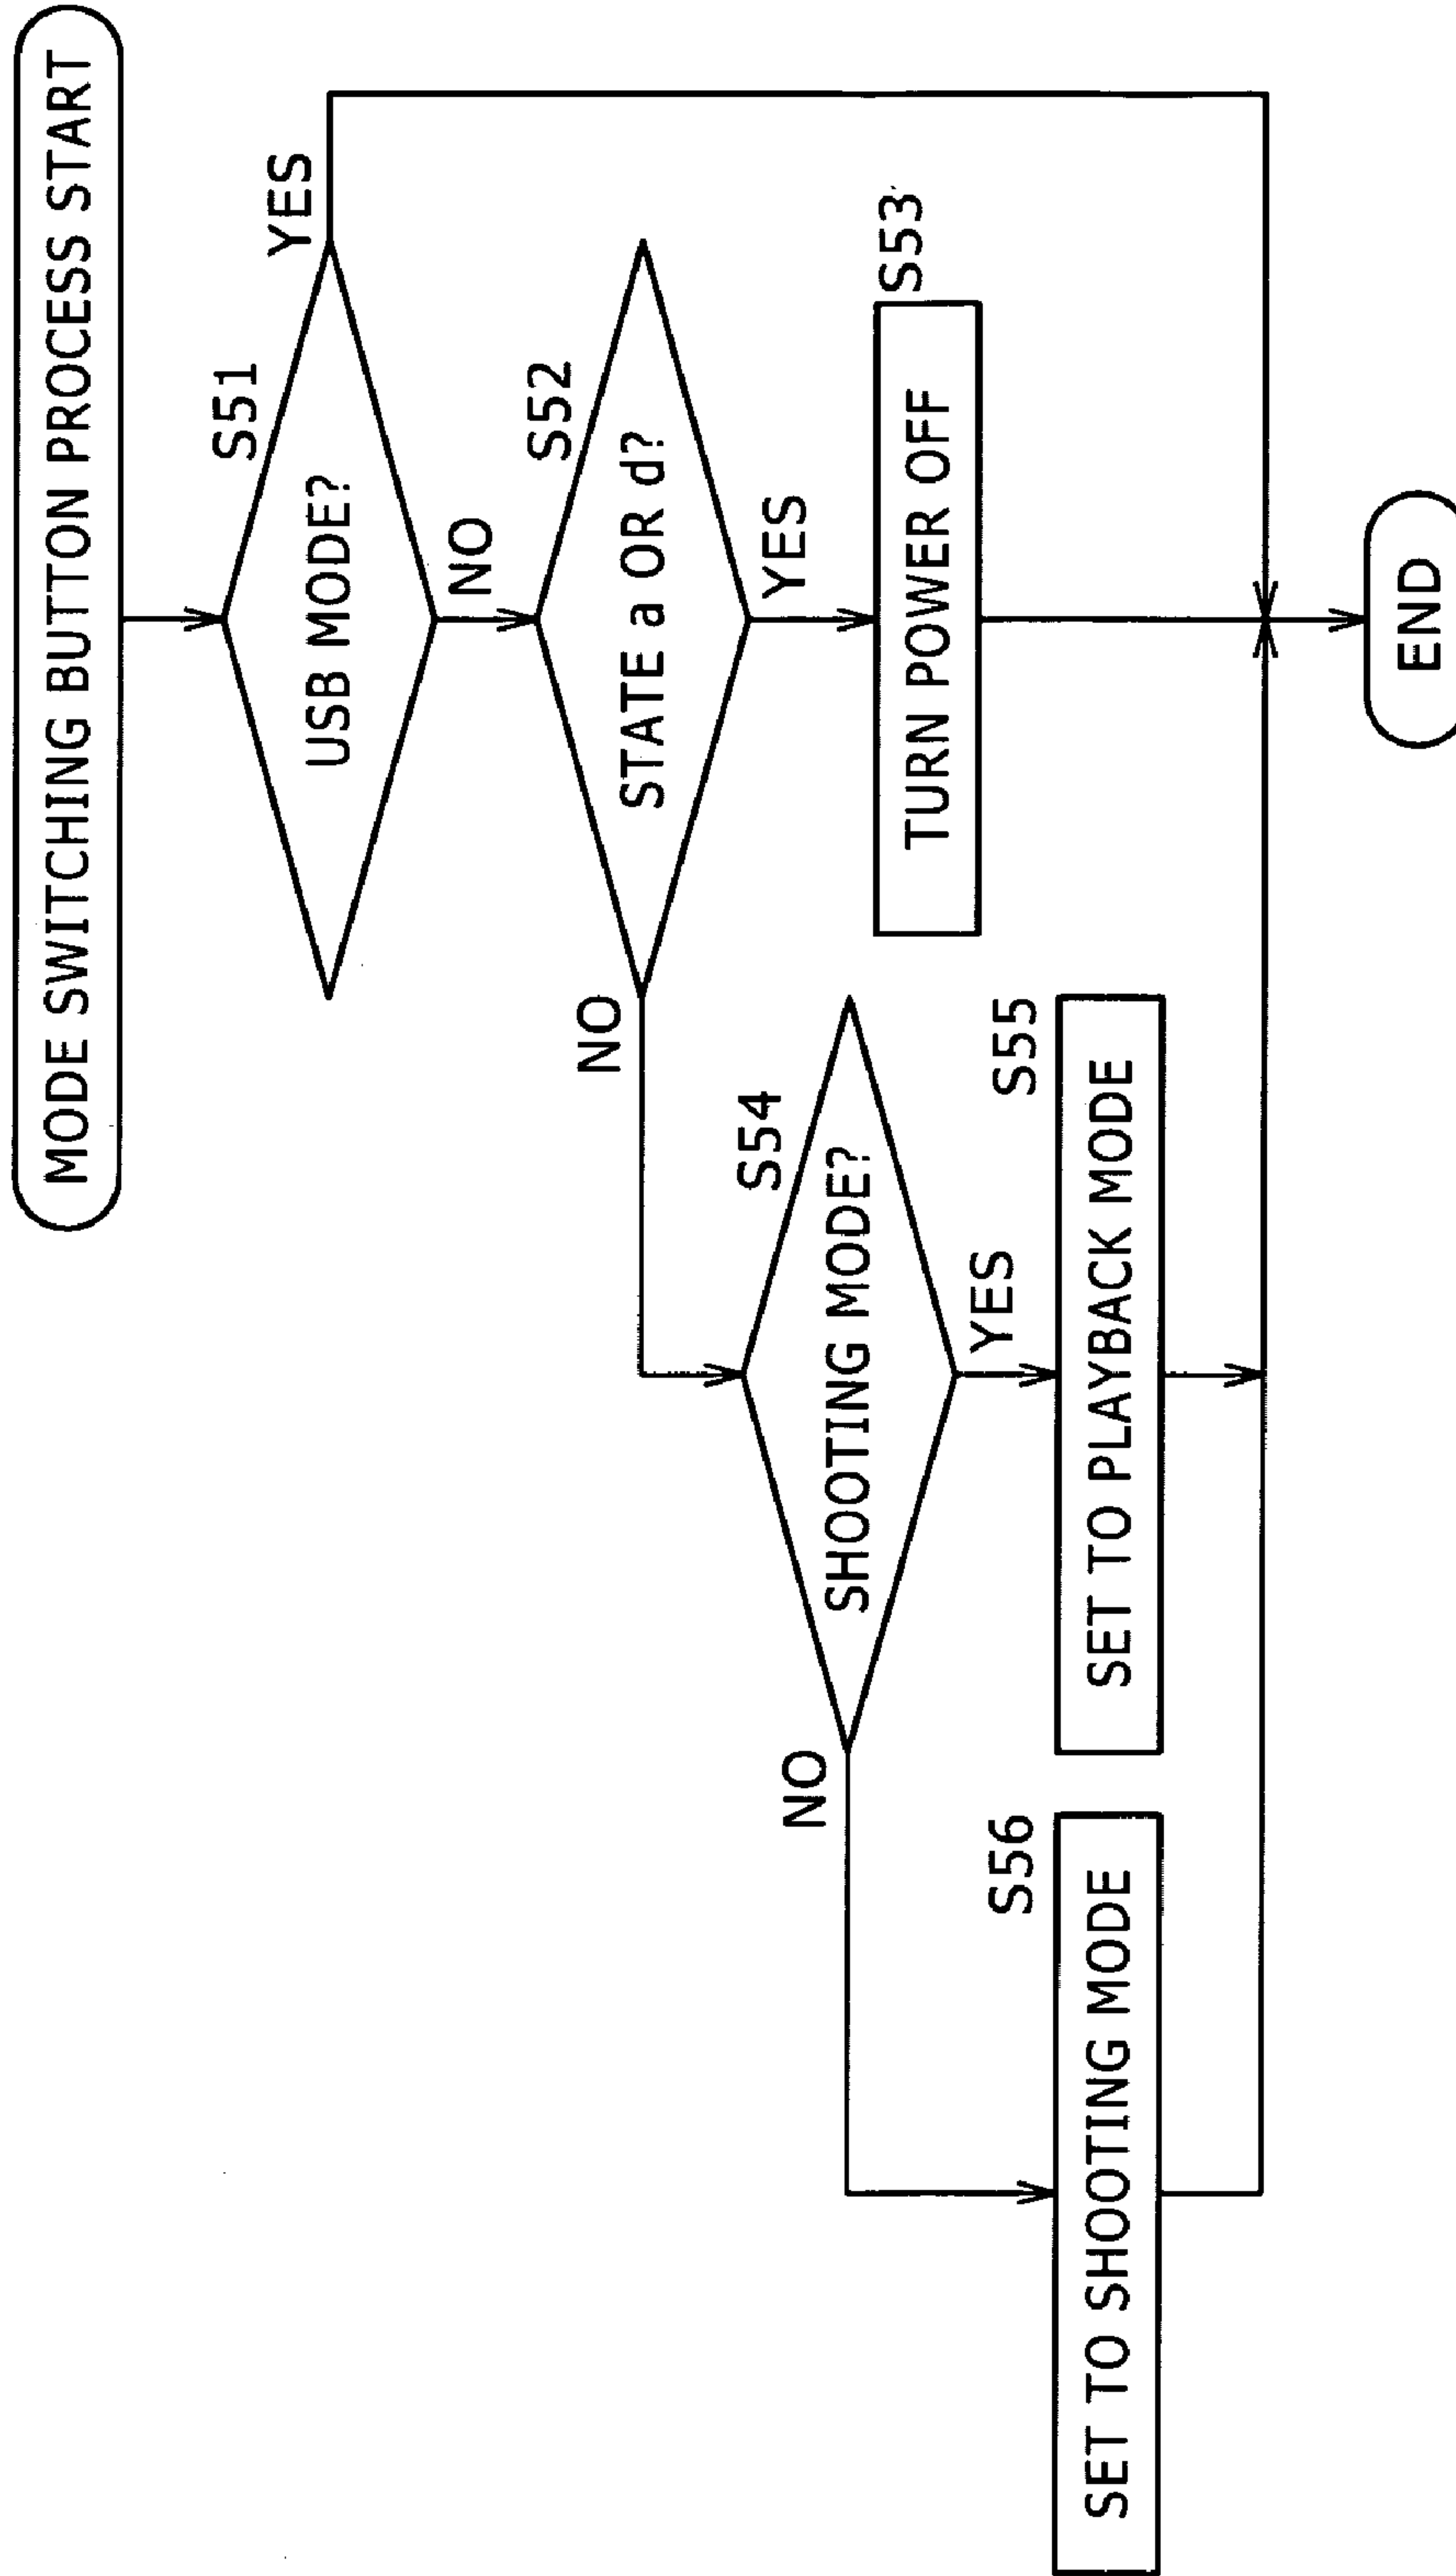 MODE SWITCHING BUTTON PROCESS START
S51
USB MODE?
YES
NO
S52
STATE a OR d?
NO
YES
S53
TURN POWER OFF
S54
SHOOTING MODE?
NO
YES
S55
SET TO PLAYBACK MODE
S56
SET TO SHOOTING MODE
END